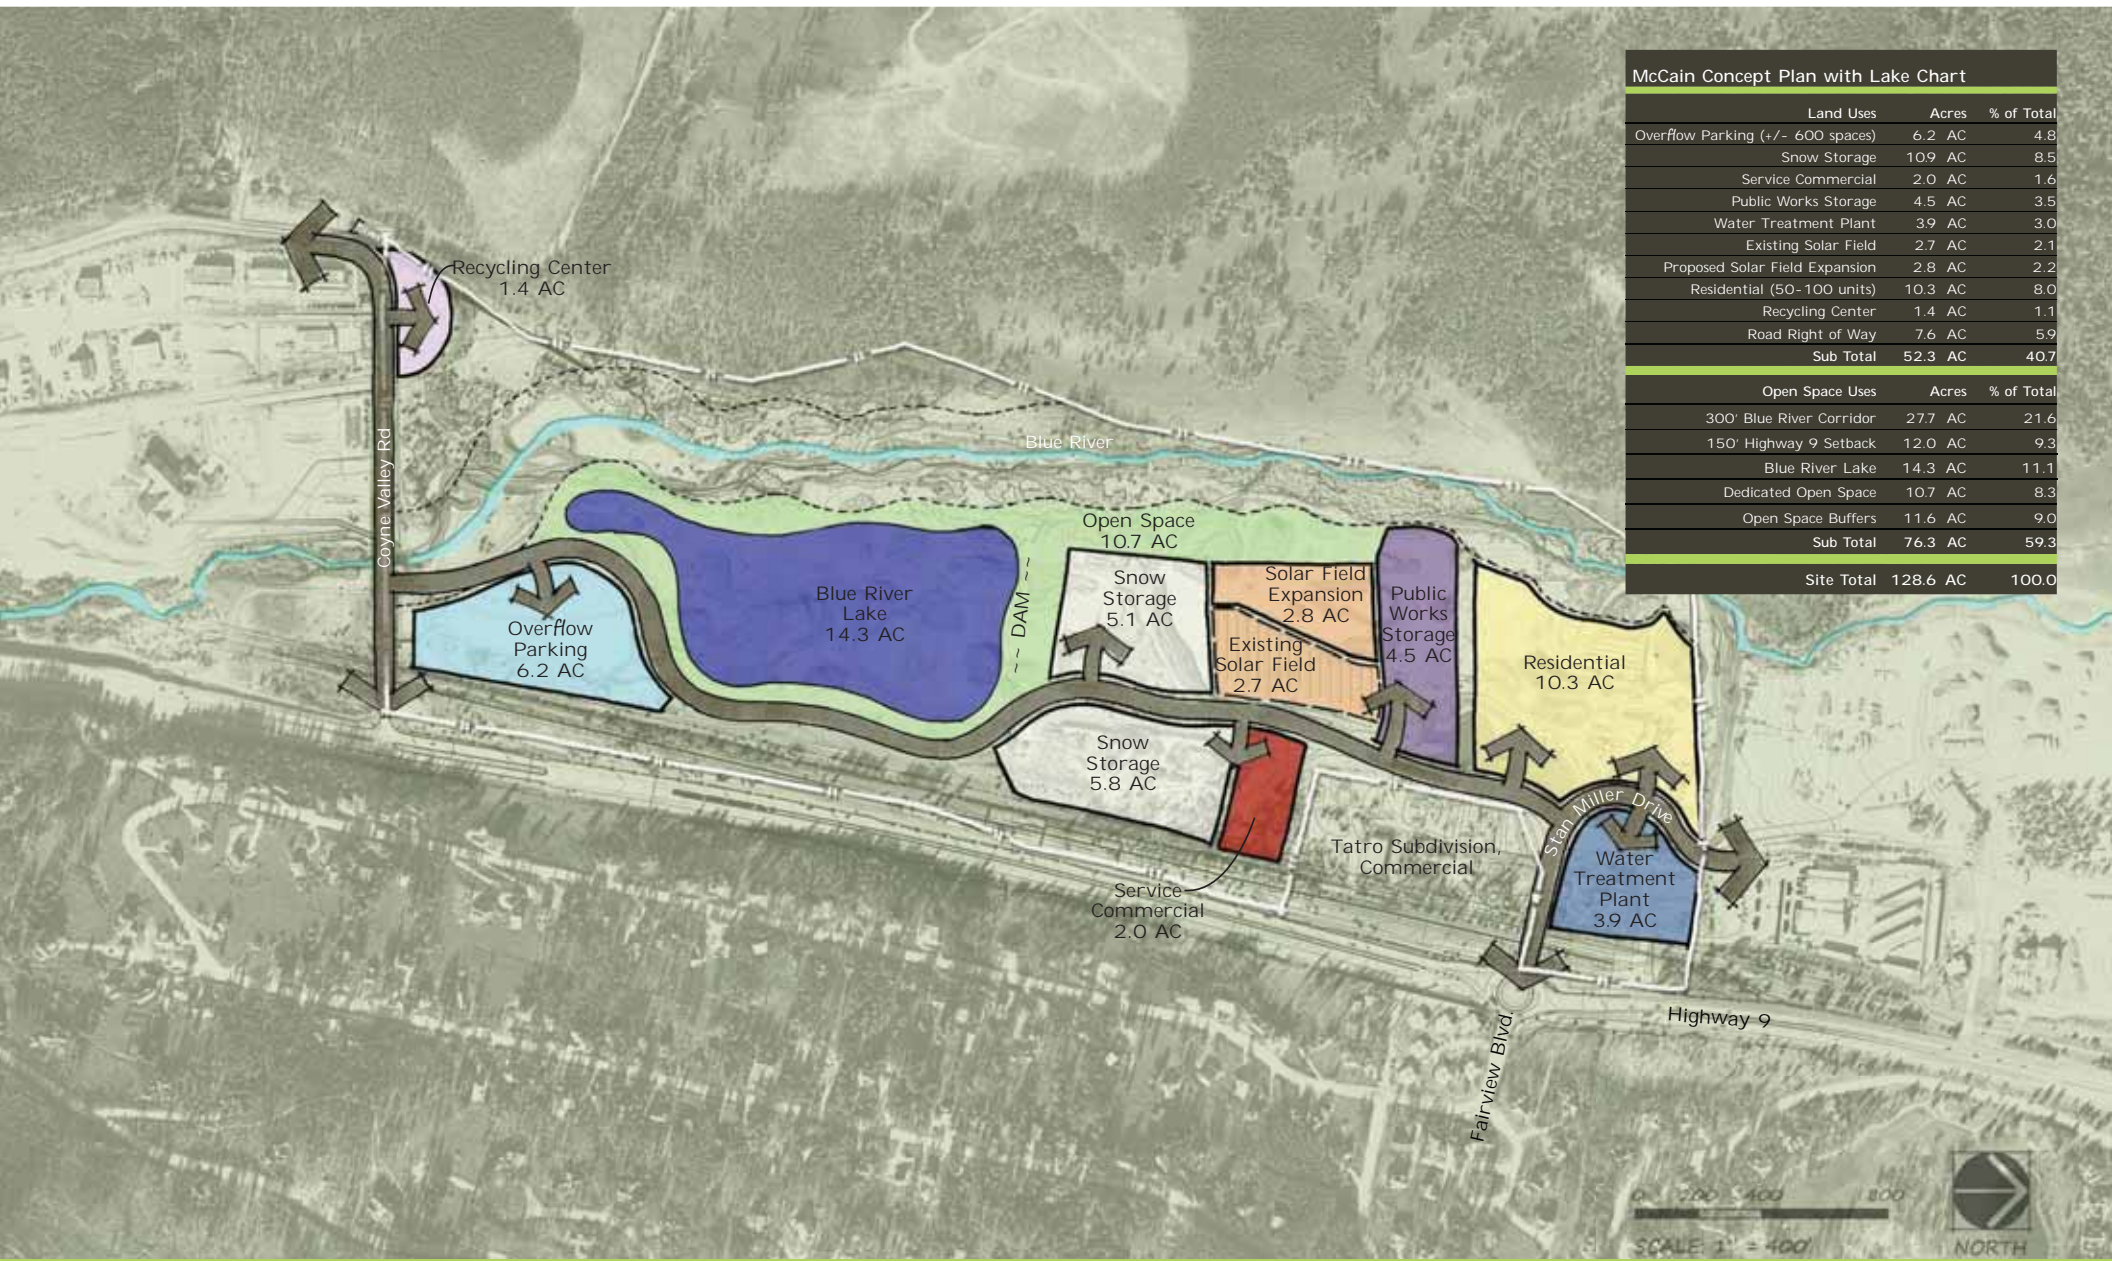 McCain Concept Plan with Lake Chart
Land Uses Acres % of Total
Overflow Parking (+/- 600 spaces) 6.2 AC 4.8
Snow Storage 10.9 AC 8.5
Service Commercial 2.0 AC 1.6
Public Works Storage 4.5 AC 3.5
Water Treatment Plant 3.9 AC 3.0
Existing Solar Field 2.7 AC 2.1
Proposed Solar Field Expansion 2.8 AC 2.2
Residential (50-100 units) 10.3 AC 8.0
Recycling Center 1.4 AC 1.1
Road Right of Way 7.6 AC 5.9
Sub Total 52.3 AC 40.7
Open Space Uses Acres % of Total
300' Blue River Corridor 27.7 AC 21.6
150' Highway 9 Setback 12.0 AC 9.3
Blue River Lake 14.3 AC 11.1
Dedicated Open Space 10.7 AC 8.3
Open Space Buffers 11.6 AC 9.0
Sub Total 76.3 AC 59.3
Site Total 128.6 AC 100.0
Recycling Center
1.4 AC
Coyne Valley Rd
Blue River
Open Space
10.7 AC
Overflow
Parking
6.2 AC
Blue River
Lake
14.3 AC
DAM
Snow
Storage
5.1 AC
Solar Field
Expansion
2.8 AC
Existing
Solar Field
2.7 AC
Public
Works
Storage
4.5 AC
Residential
10.3 AC
Snow
Storage
5.8 AC
Service
Commercial
2.0 AC
Tatro Subdivision,
Commercial
Stan Miller Drive
Water
Treatment
Plant
3.9 AC
Highway 9
Fairview Blvd.
0 200 400 800
SCALE: 1" = 400'
NORTH